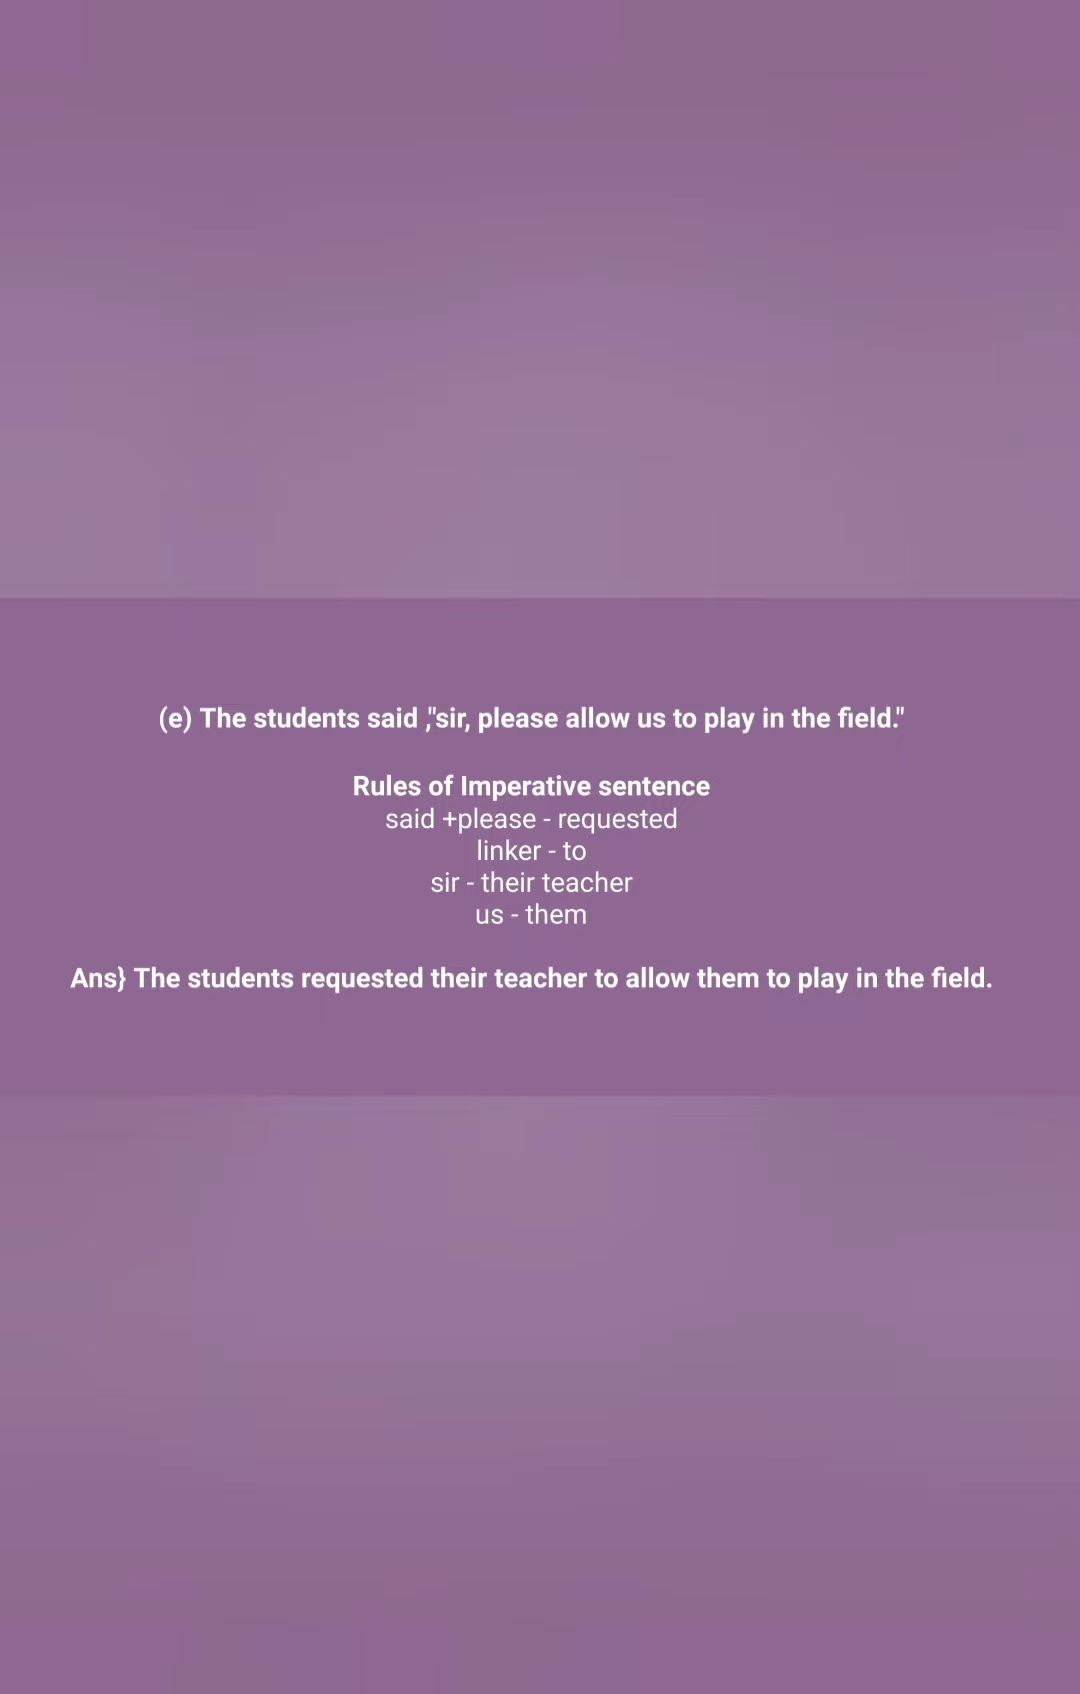 (e) The students said ,"sir, please allow us to play in the field."
Rules of Imperative sentence
said +please - requested
linker - to
sir - their teacher
us - them
Ans} The students requested their teacher to allow them to play in the field.